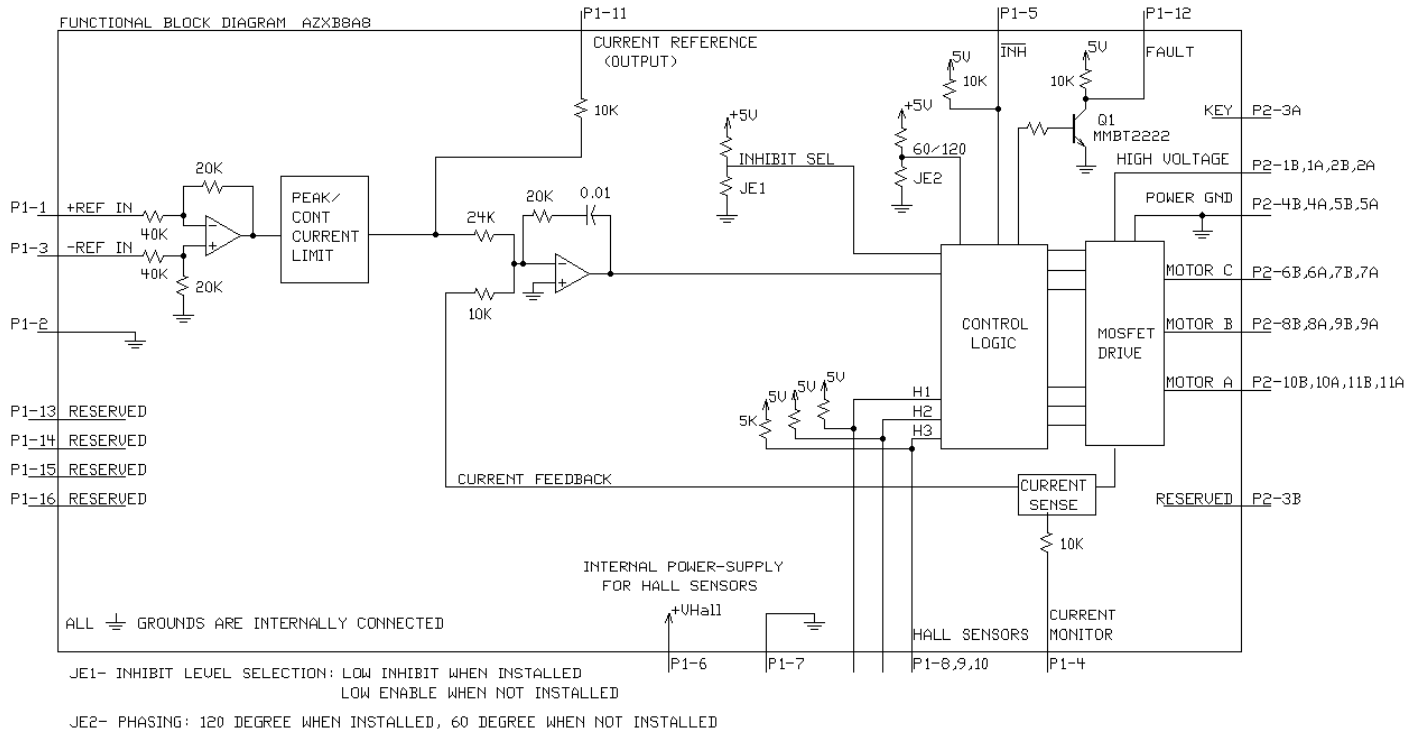 FUNCTIONAL BLOCK DIAGRAM AZXB8A8
P1-11
P1-5
P1-12
CURRENT REFERENCE
(OUTPUT)
INH
FAULT
5V
10K
5V
10K
10K
Q1
MMBT2222
KEY
P2-3A
+5V
INHIBIT SEL
JE1
+5V
60/120
JE2
HIGH VOLTAGE
P2-1B,1A,2B,2A
POWER GND
P2-4B,4A,5B,5A
20K
P1-1
+REF IN
40K
P1-3
-REF IN
40K
20K
PEAK/
CONT
CURRENT
LIMIT
24K
20K
0.01
10K
P1-2
CONTROL
LOGIC
MOSFET
DRIVE
MOTOR C
P2-6B,6A,7B,7A
MOTOR B
P2-8B,8A,9B,9A
MOTOR A
P2-10B,10A,11B,11A
5V
5V
5V
5K
H1
H2
H3
P1-13 RESERVED
P1-14 RESERVED
P1-15 RESERVED
P1-16 RESERVED
CURRENT FEEDBACK
CURRENT
SENSE
RESERVED
P2-3B
10K
INTERNAL POWER-SUPPLY
FOR HALL SENSORS
+VHall
ALL GROUNDS ARE INTERNALLY CONNECTED
HALL SENSORS
CURRENT
MONITOR
P1-6
P1-7
P1-8,9,10
P1-4
JE1- INHIBIT LEVEL SELECTION: LOW INHIBIT WHEN INSTALLED
LOW ENABLE WHEN NOT INSTALLED
JE2- PHASING: 120 DEGREE WHEN INSTALLED, 60 DEGREE WHEN NOT INSTALLED